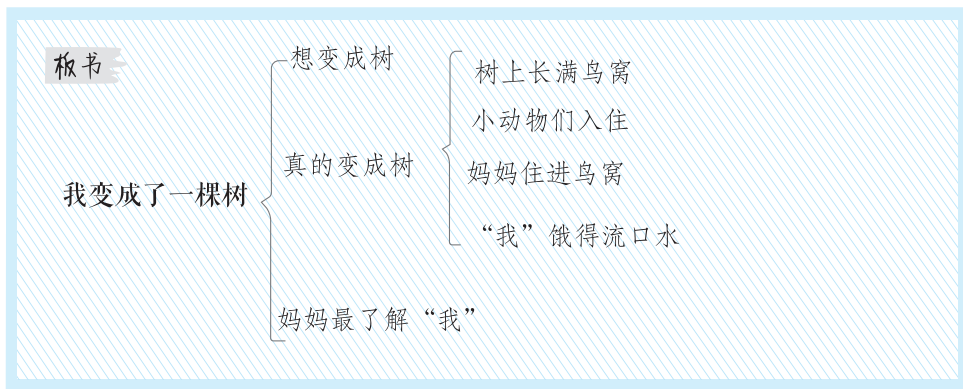 板书
想变成树
树上长满鸟窝
小动物们入住
真的变成树
妈妈住进鸟窝
我变成了一棵树
“我”饿得流口水
妈妈最了解“我”